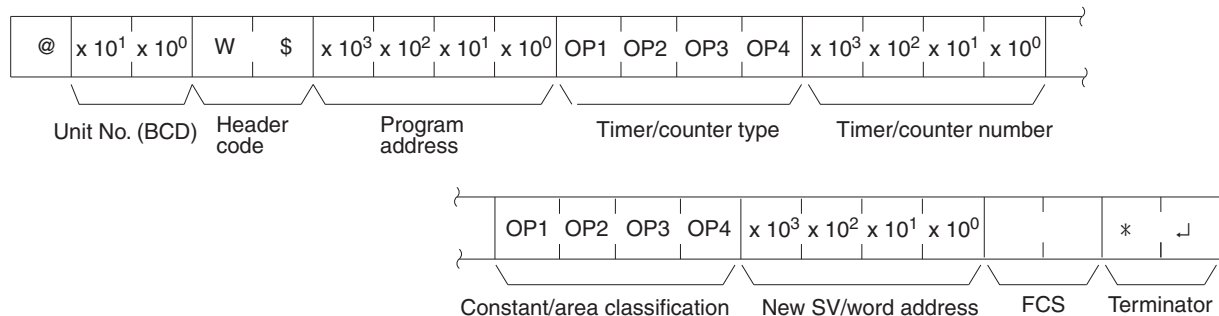 @ x 10¹ x 10⁰ W $ x 10³ x 10² x 10¹ x 10⁰ OP1 OP2 OP3 OP4 x 10³ x 10² x 10¹ x 10⁰
Unit No. (BCD) Header code Program address Timer/counter type Timer/counter number
OP1 OP2 OP3 OP4 x 10³ x 10² x 10¹ x 10⁰ * ↵
Constant/area classification New SV/word address FCS Terminator